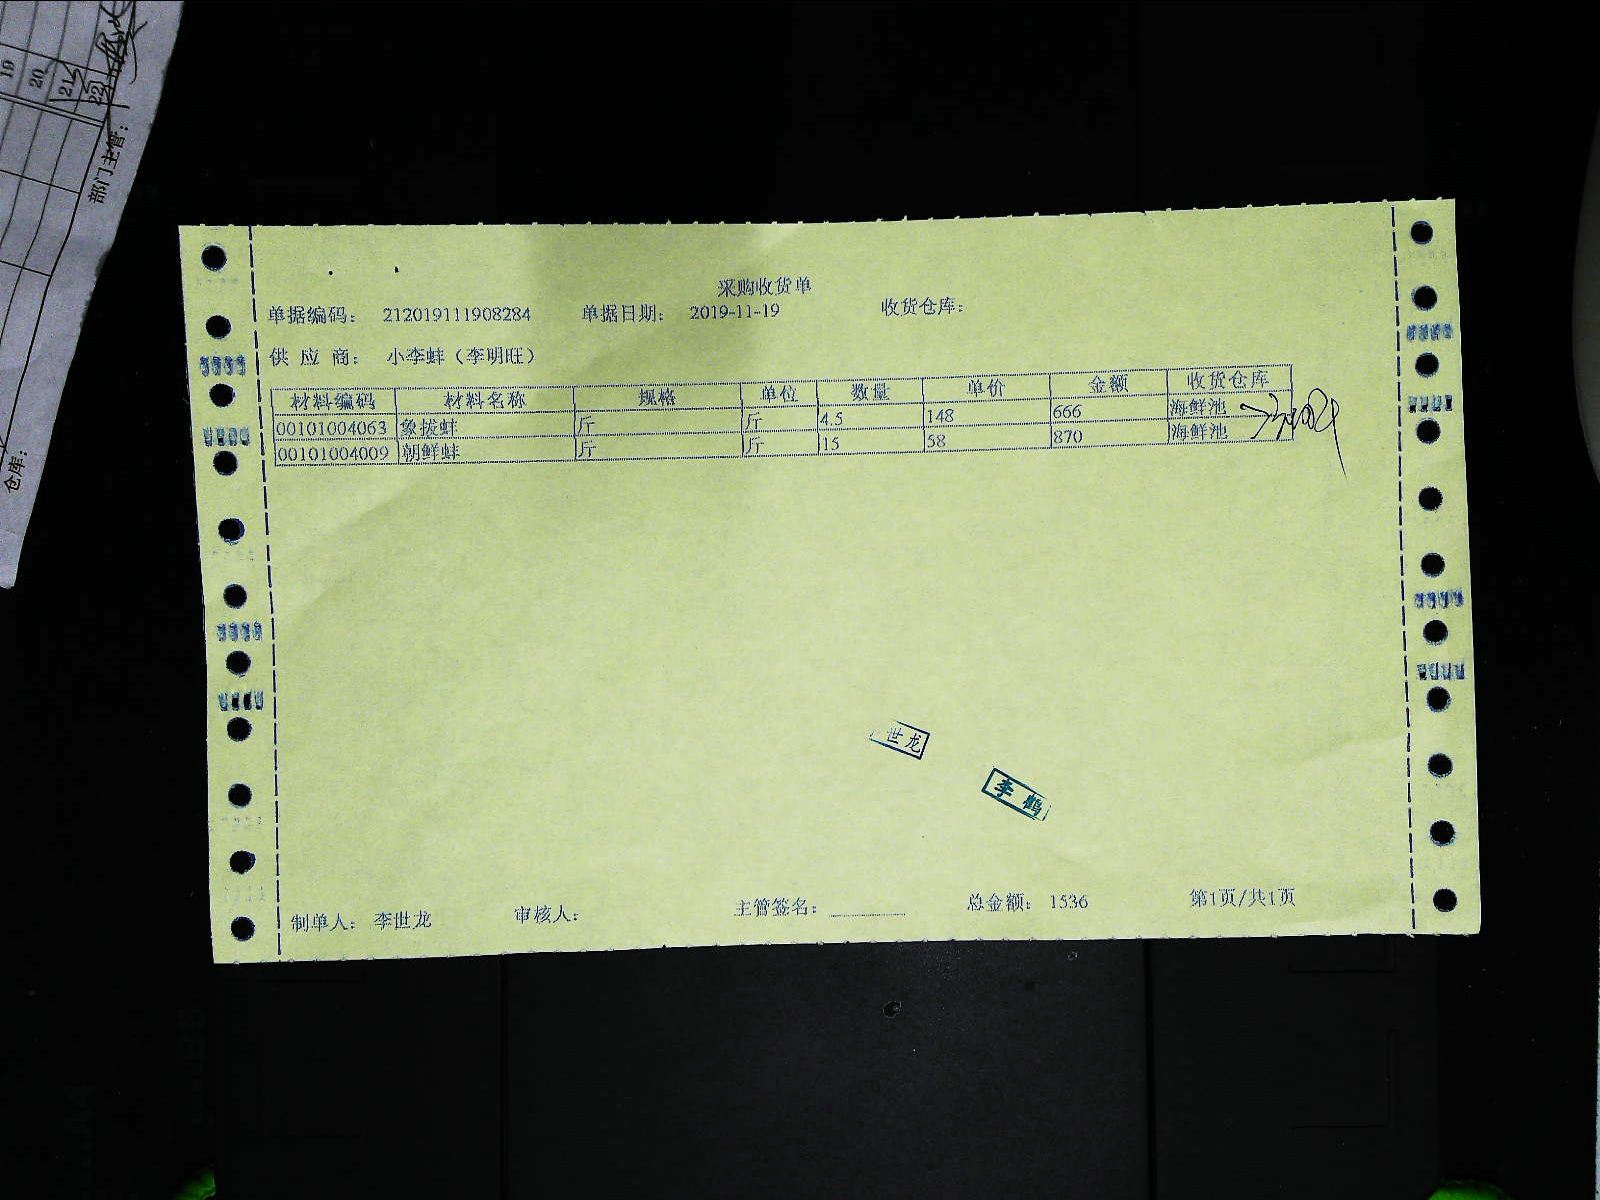 19
20
21
22
部门主管：
仓库：
采购收货单
单据编码： 212019111908284 单据日期： 2019-11-19 收货仓库：
供 应 商： 小李蚌（李明旺）
材料编码 材料名称 规格 单位 数量 单价 金额 收货仓库
00101004063 象拔蚌 斤 斤 4.5 148 666 海鲜池
00101004009 朝鲜蚌 斤 斤 15 58 870 海鲜池
世龙
李鹤
制单人： 李世龙 审核人： 主管签名： 总金额： 1536 第1页/共1页